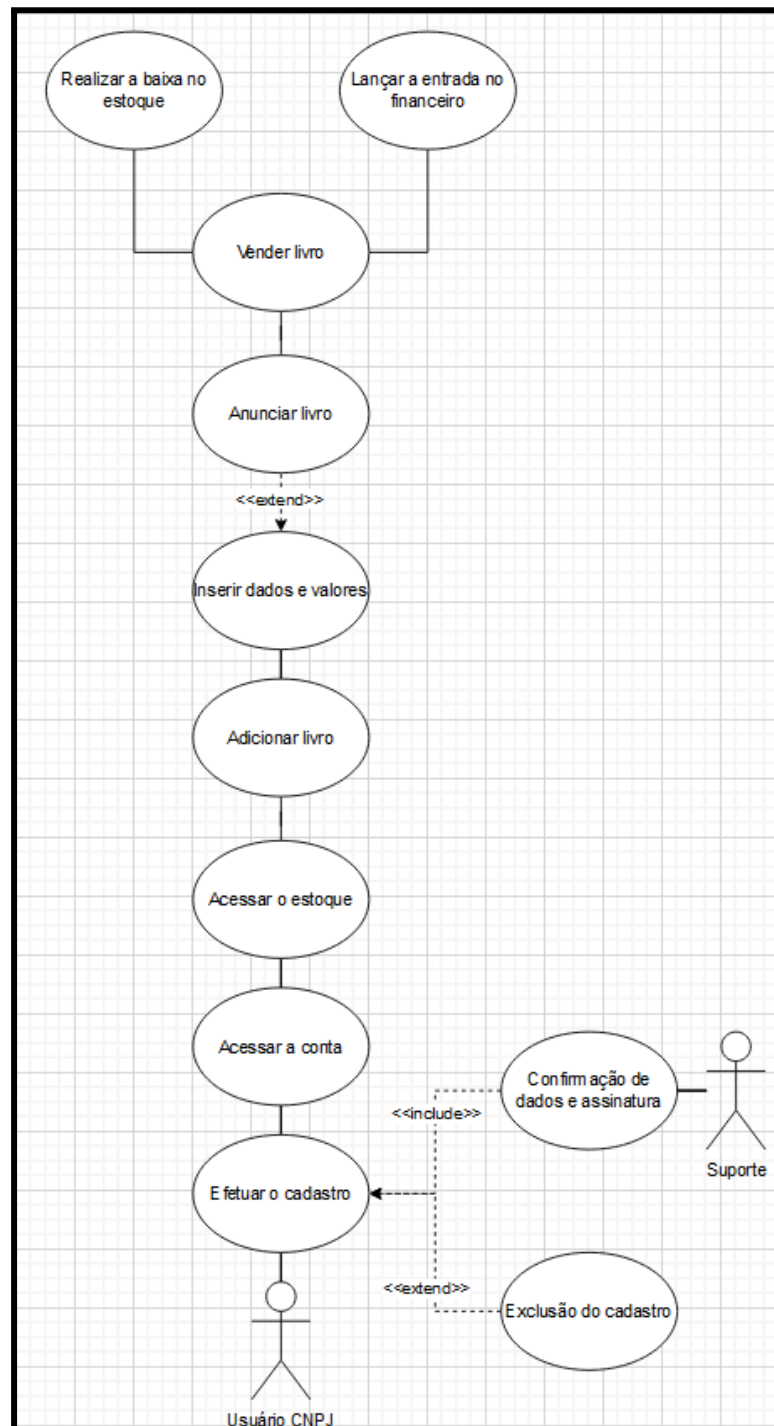 Realizar a baixa no
estoque
Lançar a entrada no
financeiro
Vender livro
Anunciar livro
<<extend>>
Inserir dados e valores
Adicionar livro
Acessar o estoque
Acessar a conta
Confirmação de
dados e assinatura
<<include>>
Suporte
Efetuar o cadastro
<<extend>>
Exclusão do cadastro
Usuário CNPJ